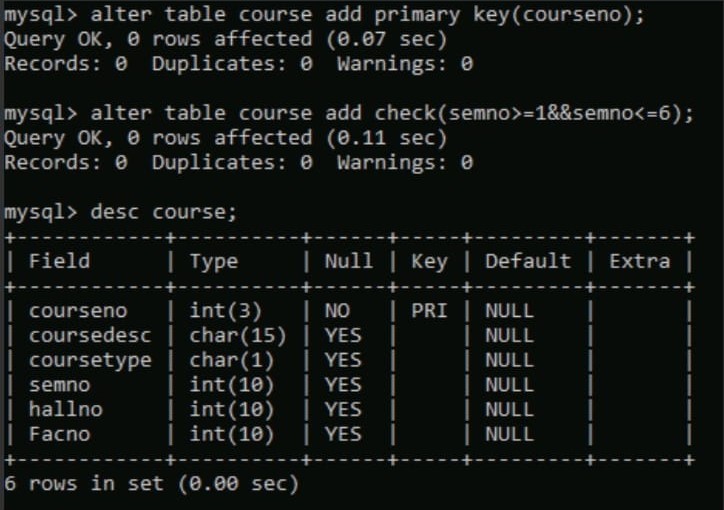 mysql> alter table course add primary key(courseno);
Query OK, 0 rows affected (0.07 sec)
Records: 0  Duplicates: 0  Warnings: 0
mysql> alter table course add check(semno>=1&&semno<=6);
Query OK, 0 rows affected (0.11 sec)
Records: 0  Duplicates: 0  Warnings: 0
mysql> desc course;
+------------+----------+------+-----+---------+-------+
| Field      | Type     | Null | Key | Default | Extra |
+------------+----------+------+-----+---------+-------+
| courseno   | int(3)   | NO   | PRI | NULL    |       |
| coursedesc | char(15) | YES  |     | NULL    |       |
| coursetype | char(1)  | YES  |     | NULL    |       |
| semno      | int(10)  | YES  |     | NULL    |       |
| hallno     | int(10)  | YES  |     | NULL    |       |
| Facno      | int(10)  | YES  |     | NULL    |       |
+------------+----------+------+-----+---------+-------+
6 rows in set (0.00 sec)